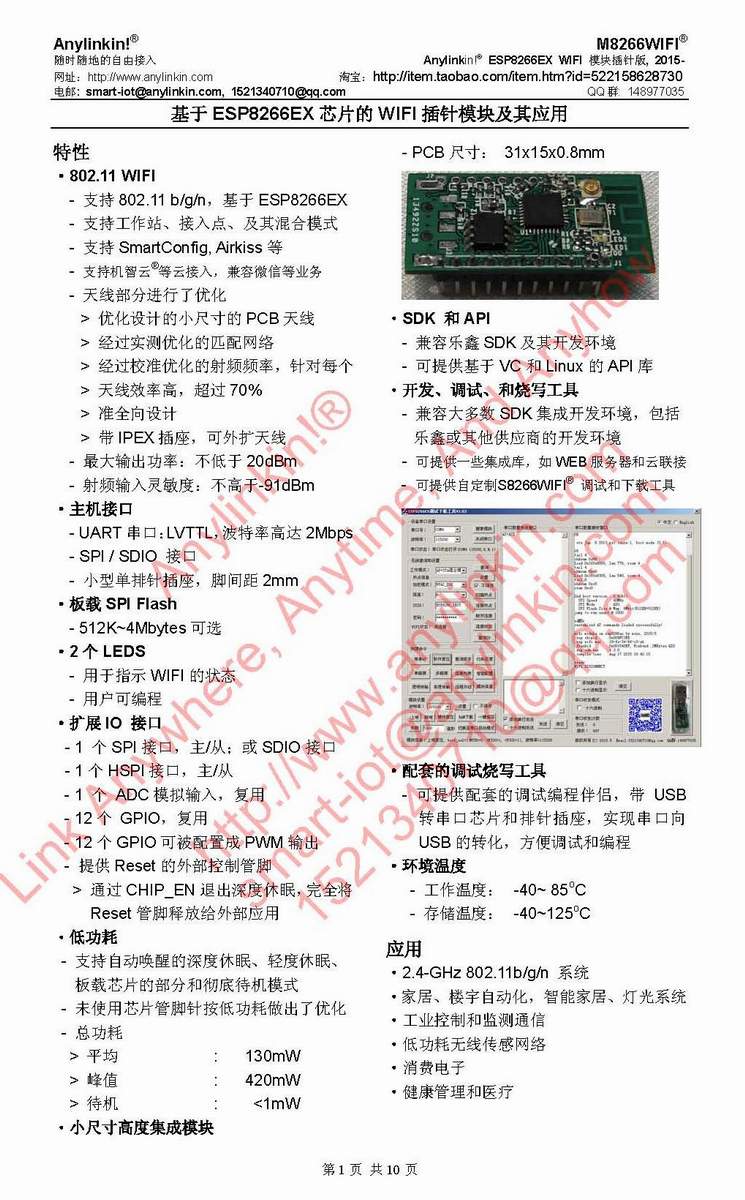 Anylinkin!®
M8266WIFI®
随时随地的自由接入
Anylinkin!® ESP8266EX WIFI 模块插针版, 2015-
网址: http://www.anylinkin.com
淘宝: http://item.taobao.com/item.htm?id=522158628730
电邮: smart-iot@anylinkin.com, 1521340710@qq.com
QQ 群: 148977035
基于 ESP8266EX 芯片的 WIFI 插针模块及其应用
特性
• 802.11 WIFI
- 支持 802.11 b/g/n，基于 ESP8266EX
- 支持工作站、接入点、及其混合模式
- 支持 SmartConfig, Airkiss 等
- 支持机智云®等云接入，兼容微信等业务
- 天线部分进行了优化
> 优化设计的小尺寸的 PCB 天线
> 经过实测优化的匹配网络
> 经过校准优化的射频频率，针对每个
> 天线效率高，超过 70%
> 准全向设计
> 带 IPEX 插座，可外扩天线
- 最大输出功率：不低于 20dBm
- 射频输入灵敏度：不高于-91dBm
• 主机接口
- UART 串口: LVTTL，波特率高达 2Mbps
- SPI / SDIO 接口
- 小型单排针插座，脚间距 2mm
• 板载 SPI Flash
- 512K~4Mbytes 可选
• 2 个 LEDS
- 用于指示 WIFI 的状态
- 用户可编程
• 扩展 IO 接口
- 1 个 SPI 接口，主/从；或 SDIO 接口
- 1 个 HSPI 接口，主/从
- 1 个 ADC 模拟输入，复用
- 12 个 GPIO，复用
- 12 个 GPIO 可被配置成 PWM 输出
- 提供 Reset 的外部控制管脚
> 通过 CHIP_EN 退出深度休眠，完全将
Reset 管脚释放给外部应用
• 低功耗
- 支持自动唤醒的深度休眠、轻度休眠、
板载芯片的部分和彻底待机模式
- 未使用芯片管脚针按低功耗做出了优化
- 总功耗
> 平均 : 130mW
> 峰值 : 420mW
> 待机 : <1mW
• 小尺寸高度集成模块
- PCB 尺寸： 31x15x0.8mm
• SDK 和 API
- 兼容乐鑫 SDK 及其开发环境
- 可提供基于 VC 和 Linux 的 API 库
• 开发、调试、和烧写工具
- 兼容大多数 SDK 集成开发环境，包括
乐鑫或其他供应商的开发环境
- 可提供一些集成库，如 WEB 服务器和云联接
- 可提供自定制S8266WIFI® 调试和下载工具
• 配套的调试烧写工具
- 可提供配套的调试编程伴侣，带 USB
转串口芯片和排针插座，实现串口向
USB 的转化，方便调试和编程
• 环境温度
- 工作温度： -40~ 85⁰C
- 存储温度： -40~125⁰C
应用
• 2.4-GHz 802.11b/g/n 系统
• 家居、楼宇自动化，智能家居、灯光系统
• 工业控制和监测通信
• 低功耗无线传感网络
• 消费电子
• 健康管理和医疗
Anylinkin!®
Link Anywhere, Anytime, And Anyhow
http://www.anylinkin.com
smart-iot@anylinkin.com
1521340710@qq.com
第 1 页 共 10 页